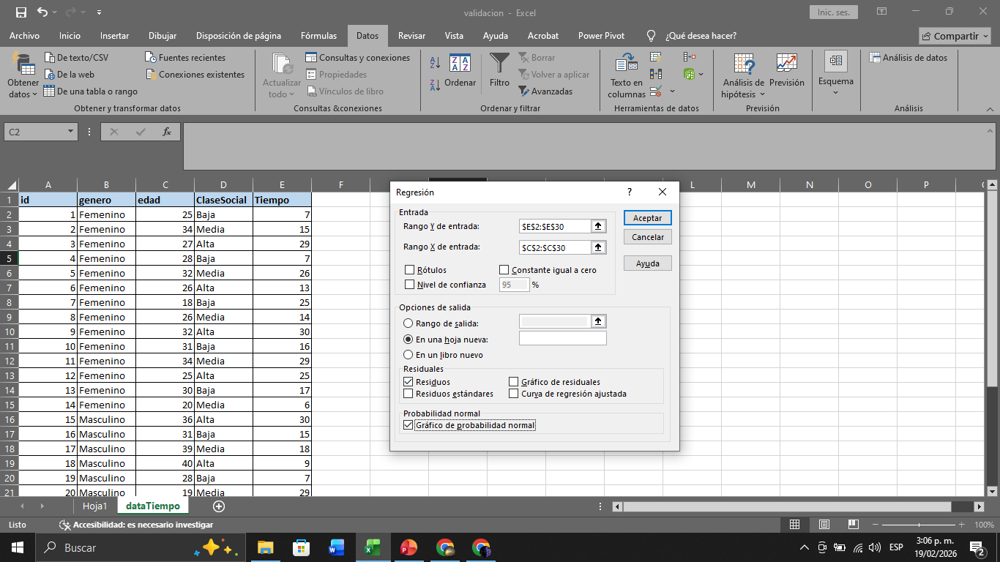 validacion - Excel
Inic. ses.
Archivo Inicio Insertar Dibujar Disposición de página Fórmulas Datos Revisar Vista Ayuda Acrobat Power Pivot ¿Qué desea hacer? Compartir
Obtener datos
De texto/CSV
De la web
De una tabla o rango
Fuentes recientes
Conexiones existentes
Obtener y transformar datos
Actualizar todo
Consultas y conexiones
Propiedades
Vínculos de libro
Consultas &conexiones
Ordenar
Filtro
Borrar
Volver a aplicar
Avanzadas
Ordenar y filtrar
Texto en columnas
Herramientas de datos
Análisis de hipótesis
Previsión
Previsión
Esquema
Análisis de datos
Análisis
C2
fx
A B C D E F L M N O P
1 id genero edad ClaseSocial Tiempo
2 1 Femenino 25 Baja 7
3 2 Femenino 34 Media 15
4 3 Femenino 27 Alta 29
5 4 Femenino 28 Baja 7
6 5 Femenino 32 Media 26
7 6 Femenino 26 Alta 13
8 7 Femenino 18 Baja 25
9 8 Femenino 26 Media 14
10 9 Femenino 32 Alta 30
11 10 Femenino 31 Baja 16
12 11 Femenino 34 Media 29
13 12 Femenino 25 Alta 25
14 13 Femenino 30 Baja 17
15 14 Femenino 20 Media 6
16 15 Masculino 36 Alta 30
17 16 Masculino 31 Baja 15
18 17 Masculino 39 Media 18
19 18 Masculino 40 Alta 9
20 19 Masculino 28 Baja 7
21 20 Masculino 19 Media 29
Regresión ?
Entrada
Rango Y de entrada: $E$2:$E$30
Rango X de entrada: $C$2:$C$30
Rótulos Constante igual a cero
Nivel de confianza 95 %
Aceptar
Cancelar
Ayuda
Opciones de salida
Rango de salida:
En una hoja nueva:
En un libro nuevo
Residuales
Residuos Gráfico de residuales
Residuos estándares Curva de regresión ajustada
Probabilidad normal
Gráfico de probabilidad normal
Hoja1 dataTiempo
Listo Accesibilidad: es necesario investigar 100%
Buscar
ESP
3:06 p. m.
19/02/2026
2